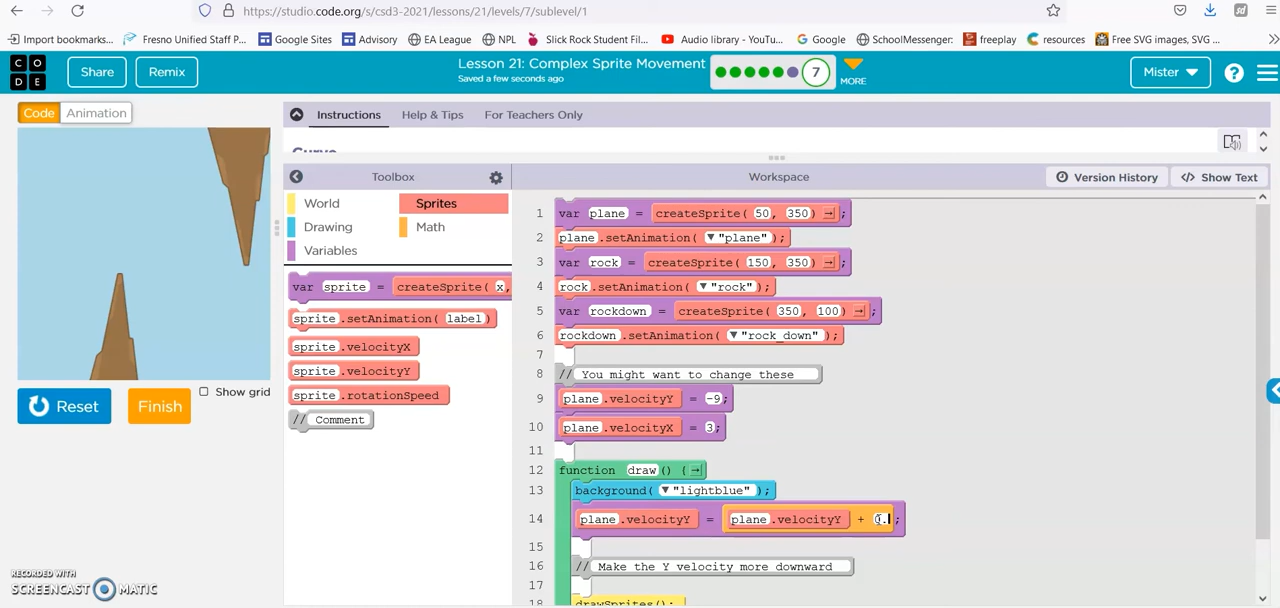 https://studio.code.org/s/csd3-2021/lessons/21/levels/7/sublevel/1
Import bookmarks... Fresno Unified Staff P... Google Sites Advisory EA League NPL Slick Rock Student Fil... Audio library - YouTu... Google SchoolMessenger: freeplay resources Free SVG images, SVG ...
CODE
Share
Remix
Lesson 21: Complex Sprite Movement
Saved a few seconds ago
7
MORE
Mister
Code
Animation
Instructions
Help & Tips
For Teachers Only
Toolbox
Workspace
Version History
</> Show Text
World
Sprites
Drawing
Math
Variables
var sprite = createSprite( x,
sprite.setAnimation( label)
sprite.velocityX
sprite.velocityY
sprite.rotationSpeed
// Comment
Reset
Finish
Show grid
1 var plane = createSprite( 50, 350);
2 plane.setAnimation( "plane");
3 var rock = createSprite( 150, 350);
4 rock.setAnimation( "rock");
5 var rockdown = createSprite( 350, 100);
6 rockdown.setAnimation( "rock_down");
7
8 // You might want to change these
9 plane.velocityY = -9;
10 plane.velocityX = 3;
11
12 function draw() {
13 background( "lightblue");
14 plane.velocityY = plane.velocityY + 0.;
15
16 // Make the Y velocity more downward
17
18 drawSprites();
RECORDED WITH
SCREENCAST MATIC